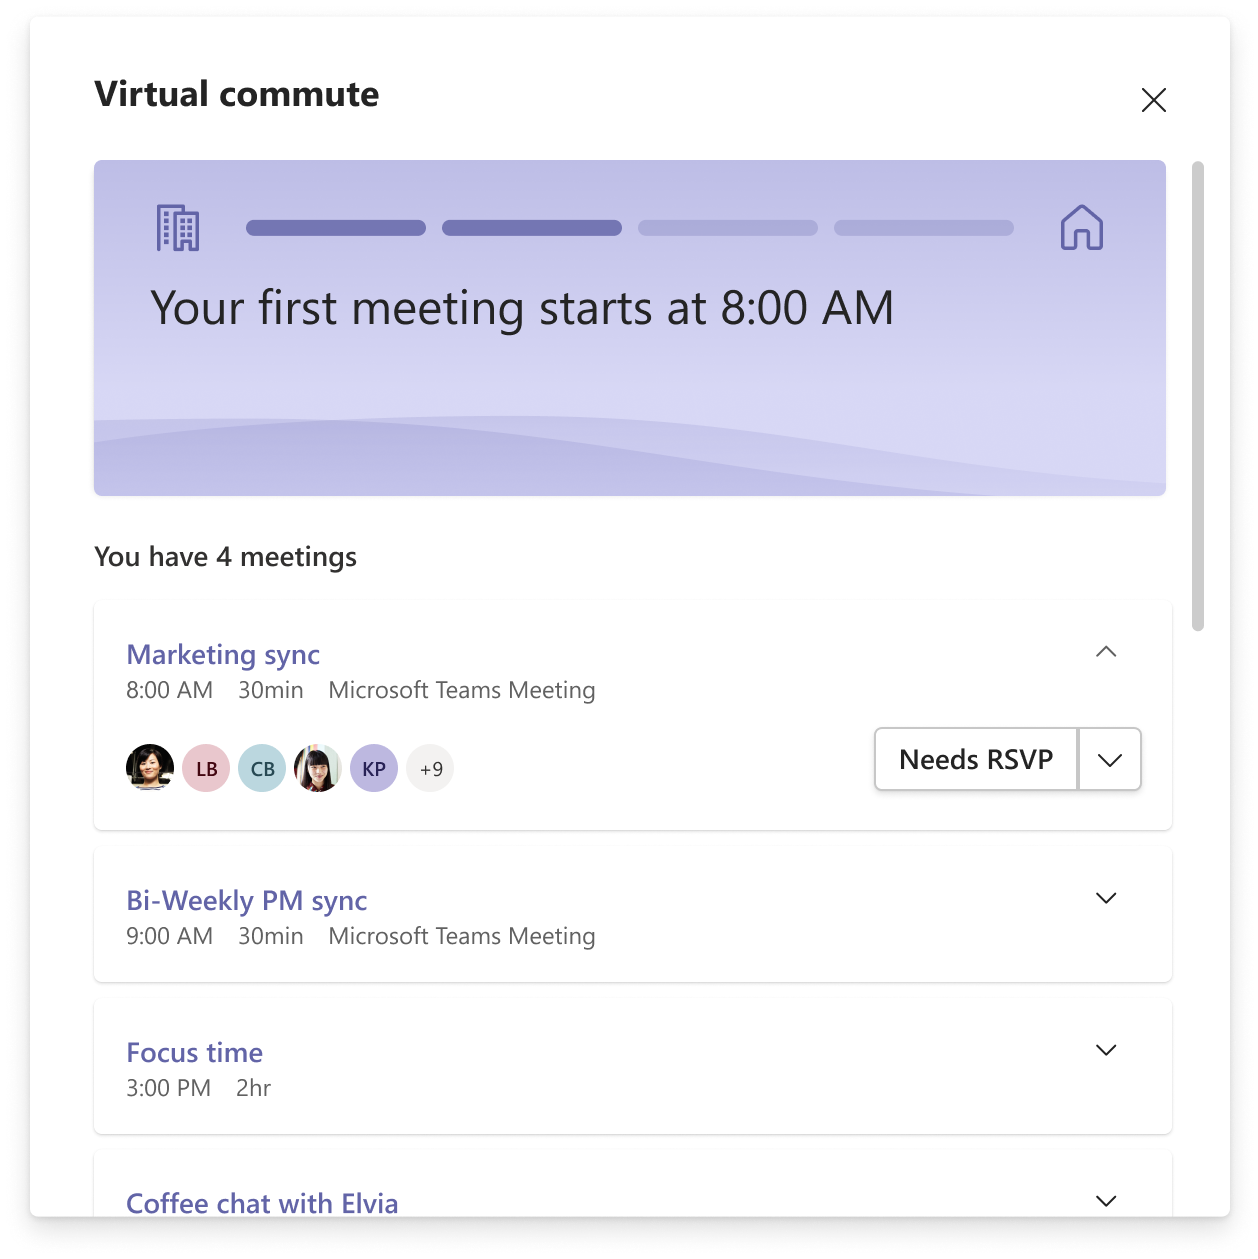 Virtual commute
Your first meeting starts at 8:00 AM
You have 4 meetings
Marketing sync
8:00 AM 30min Microsoft Teams Meeting
LB CB KP +9
Needs RSVP
Bi-Weekly PM sync
9:00 AM 30min Microsoft Teams Meeting
Focus time
3:00 PM 2hr
Coffee chat with Elvia